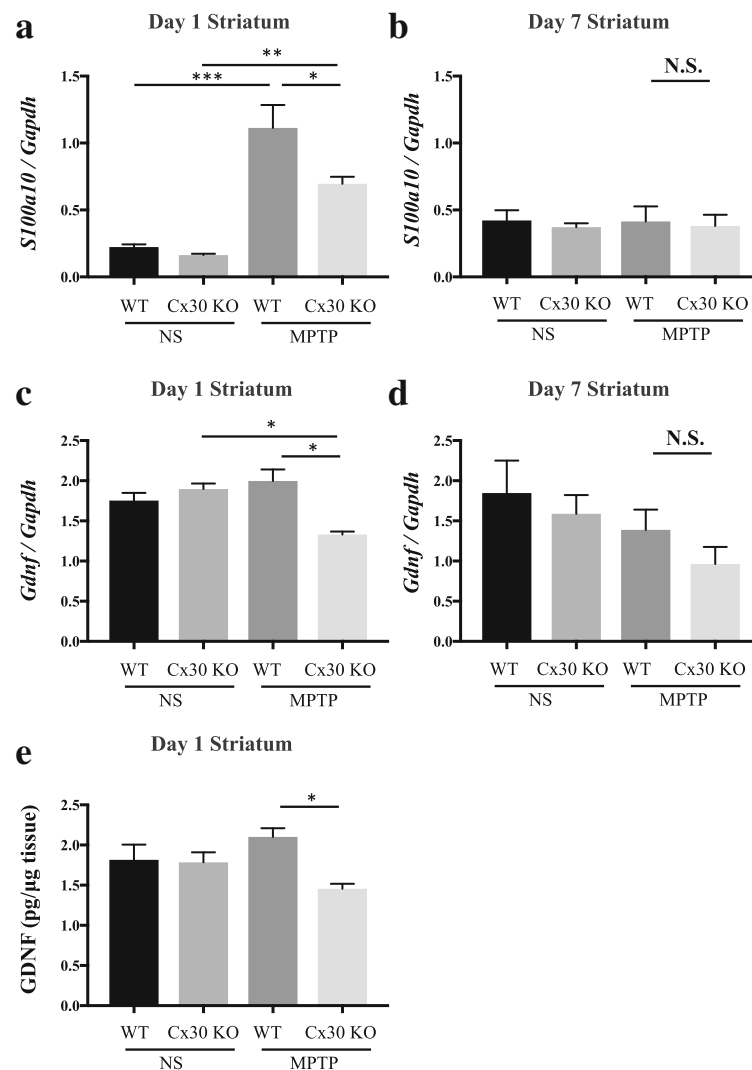 a
Day 1 Striatum
**
***
*
1.5
1.0
0.5
0.0
S100a10 / Gapdh
WT Cx30 KO WT Cx30 KO
NS MPTP
b
Day 7 Striatum
N.S.
1.5
1.0
0.5
0.0
S100a10 / Gapdh
WT Cx30 KO WT Cx30 KO
NS MPTP
c
Day 1 Striatum
*
*
2.5
2.0
1.5
1.0
0.5
0.0
Gdnf / Gapdh
WT Cx30 KO WT Cx30 KO
NS MPTP
d
Day 7 Striatum
N.S.
2.5
2.0
1.5
1.0
0.5
0.0
Gdnf / Gapdh
WT Cx30 KO WT Cx30 KO
NS MPTP
e
Day 1 Striatum
*
2.5
2.0
1.5
1.0
0.5
0.0
GDNF (pg/µg tissue)
WT Cx30 KO WT Cx30 KO
NS MPTP